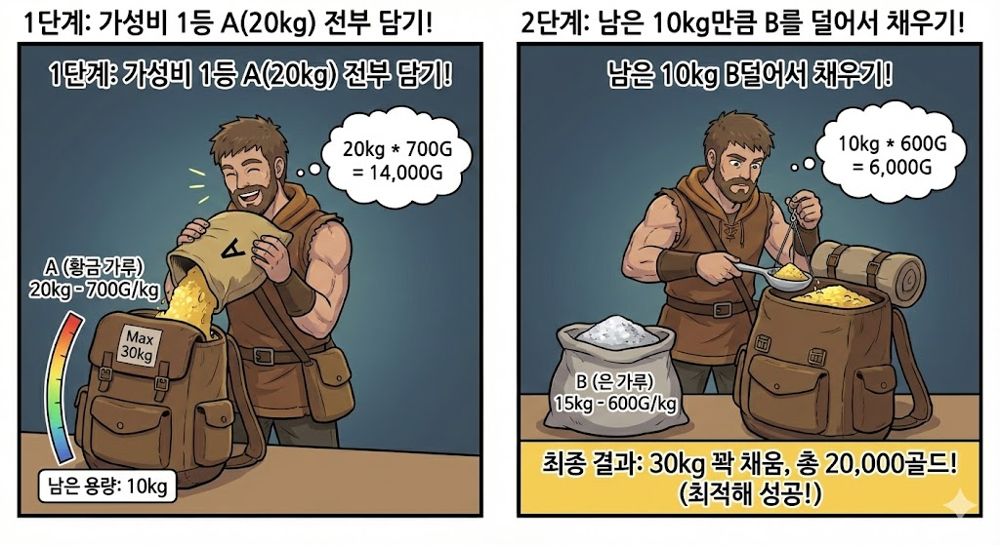 1단계: 가성비 1등 A(20kg) 전부 담기!
1단계: 가성비 1등 A(20kg) 전부 담기!
20kg * 700G
= 14,000G
A
A (황금 가루)
20kg - 700G/kg
Max
30kg
남은 용량: 10kg
2단계: 남은 10kg만큼 B를 덜어서 채우기!
남은 10kg B덜어서 채우기!
10kg * 600G
= 6,000G
B (은 가루)
15kg - 600G/kg
최종 결과: 30kg 꽉 채움, 총 20,000골드!
(최적해 성공!)